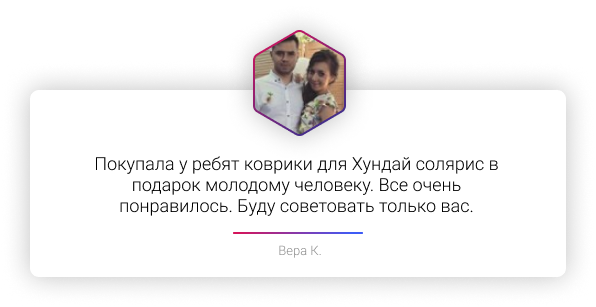 Покупала у ребят коврики для Хундай солярис в
подарок молодому человеку. Все очень
понравилось. Буду советовать только вас.
Вера К.